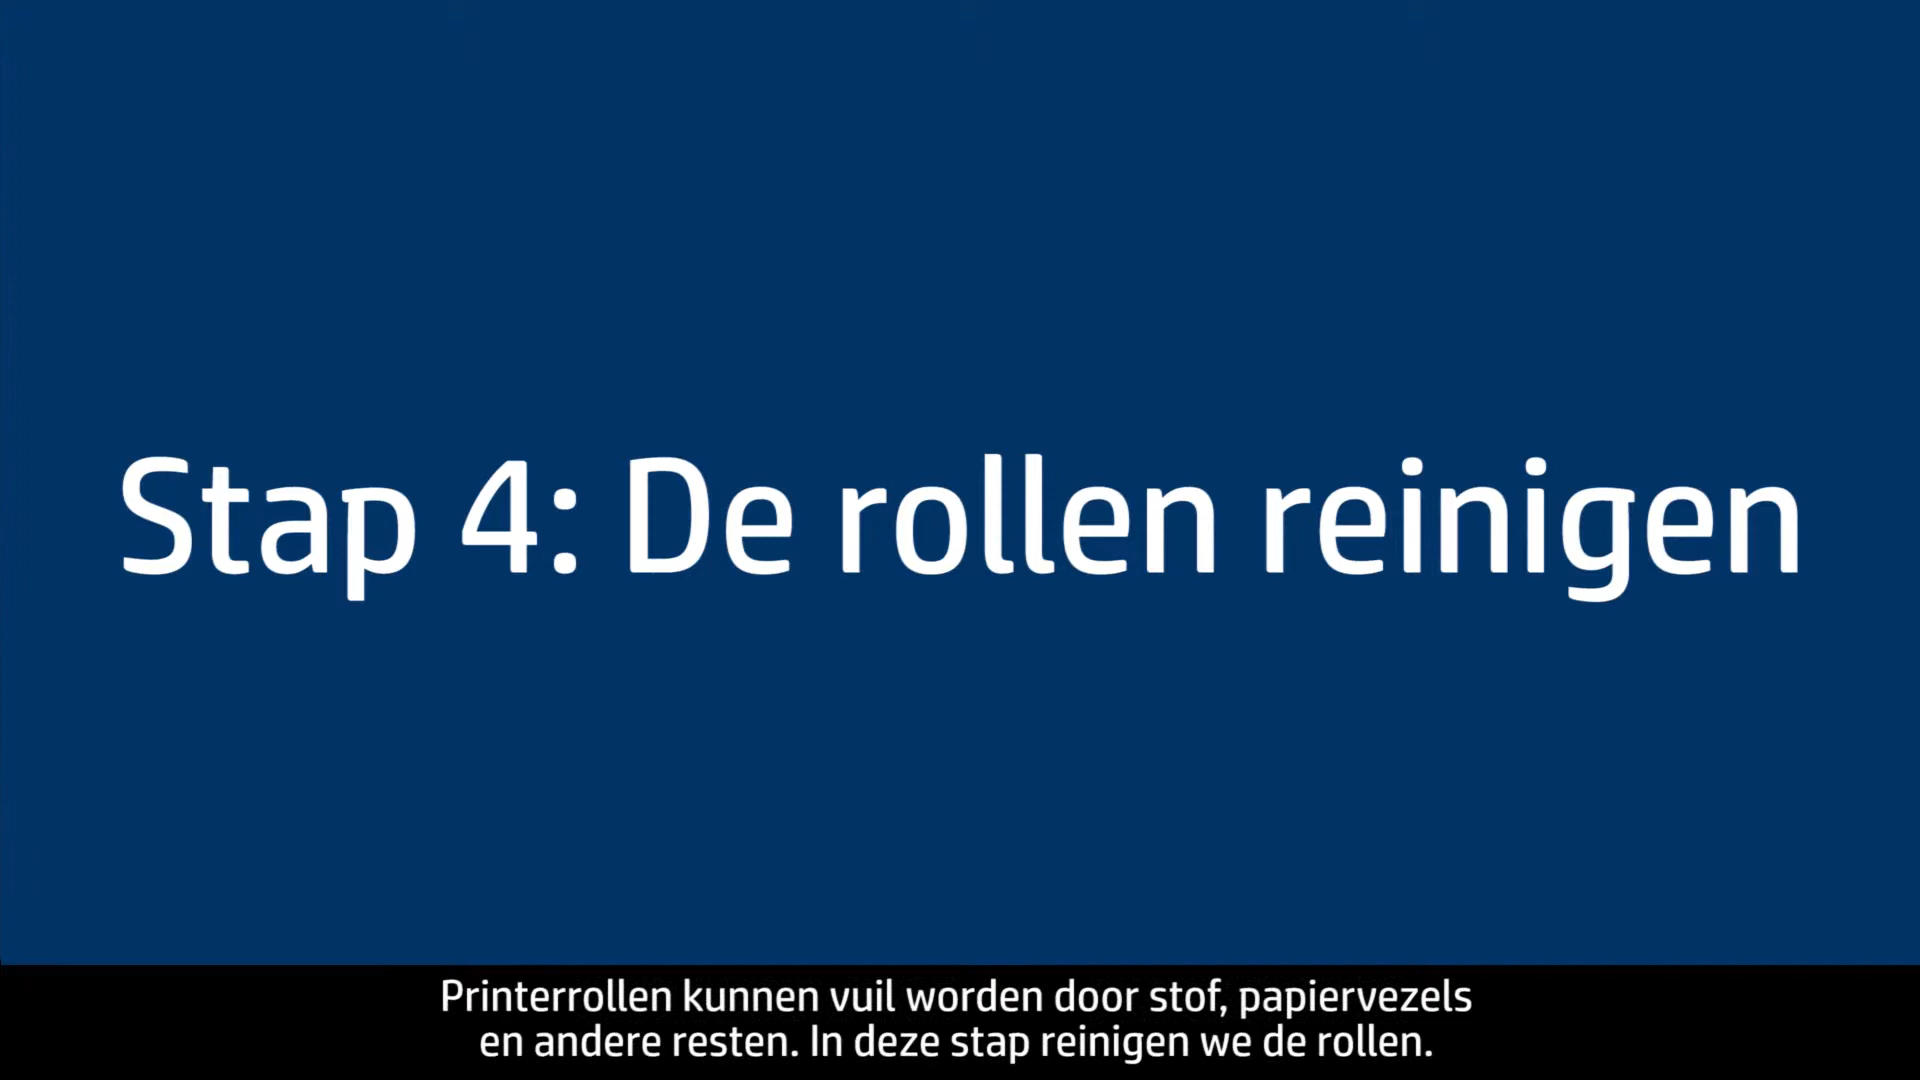 Stap 4: De rollen reinigen
Printerrollen kunnen vuil worden door stof, papiervezels
en andere resten. In deze stap reinigen we de rollen.